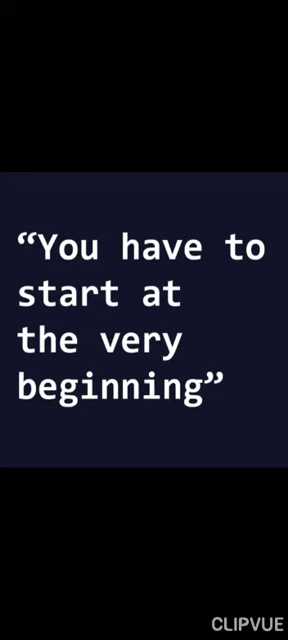 “You have to
start at
the very
beginning”
CLIPVUE